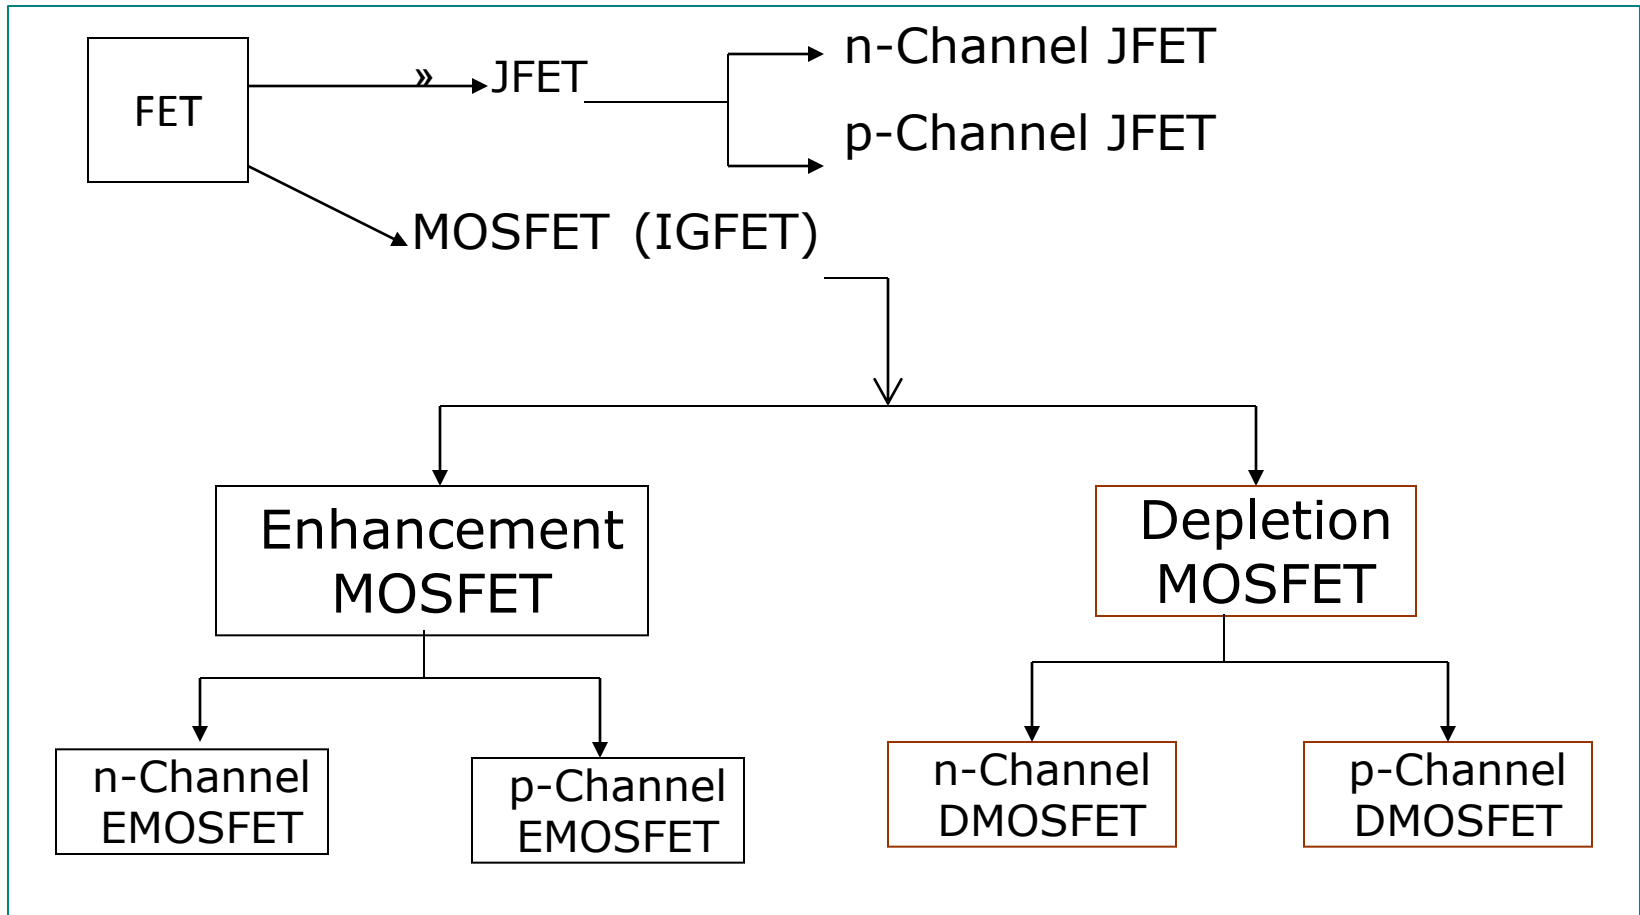 FET
» JFET
n-Channel JFET
p-Channel JFET
MOSFET (IGFET)
Enhancement
MOSFET
Depletion
MOSFET
n-Channel
EMOSFET
p-Channel
EMOSFET
n-Channel
DMOSFET
p-Channel
DMOSFET